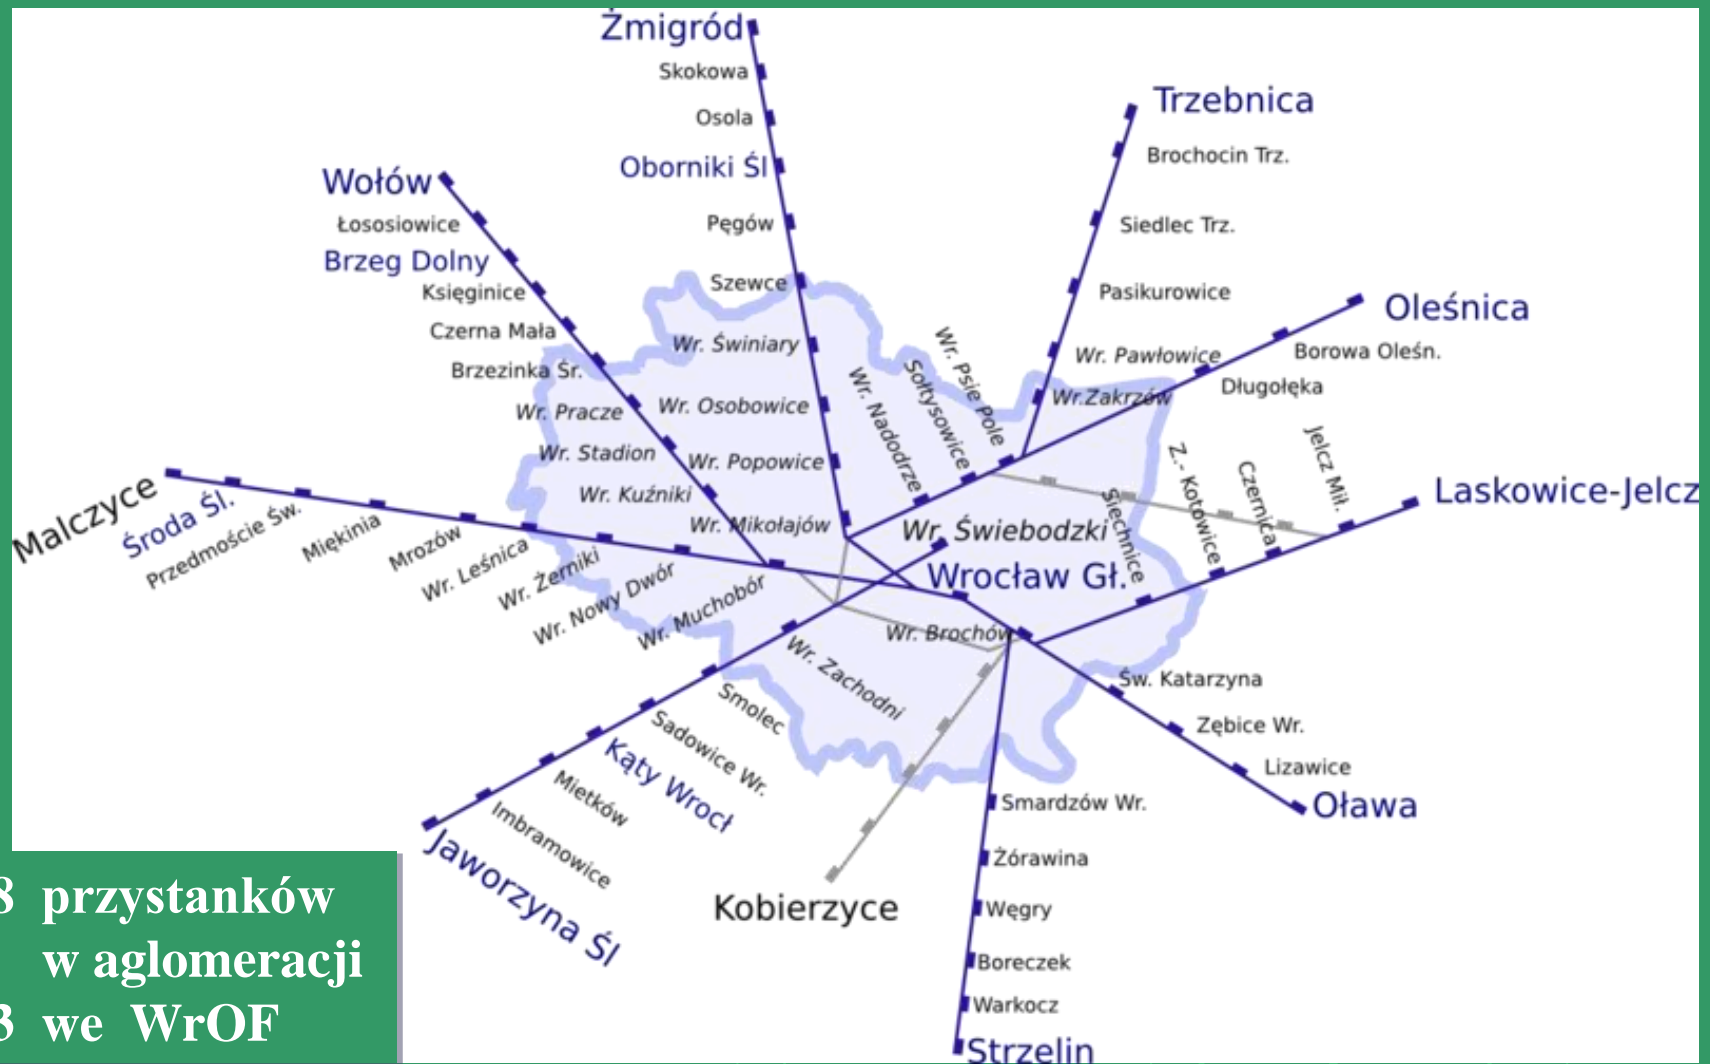 Żmigród
Skokowa
Osola
Oborniki Śl
Pęgów
Szewce
Wr. Świniary
Wr. Osobowice
Wr. Popowice
Wr. Mikołajów
Trzebnica
Brochocin Trz.
Siedlec Trz.
Pasikurowice
Wr. Pawłowice
Wr.Zakrzów
Wołów
Łososiowice
Brzeg Dolny
Księginice
Czerna Mała
Brzezinka Śr.
Wr. Pracze
Wr. Stadion
Wr. Kuźniki
Oleśnica
Borowa Oleśn.
Długołęka
Wr. Psie Pole
Sołtysowice
Wr. Nadodrze
Malczyce
Środa Śl.
Przedmoście Św.
Miękinia
Mrozów
Wr. Leśnica
Wr. Żerniki
Wr. Nowy Dwór
Wr. Muchobór
Wr. Świebodzki
Wrocław Gł.
Wr. Brochów
Laskowice-Jelcz
Jelcz Mił.
Czernica
Z.- Kotowice
Siechnice
Wr. Zachodni
Smolec
Sadowice Wr.
Kąty Wrocł
Mietków
Imbramowice
Jaworzyna Śl
Kobierzyce
Św. Katarzyna
Zębice Wr.
Lizawice
Oława
Smardzów Wr.
Żórawina
Węgry
Boreczek
Warkocz
Strzelin
8 przystanków
w aglomeracji
3 we WrOF